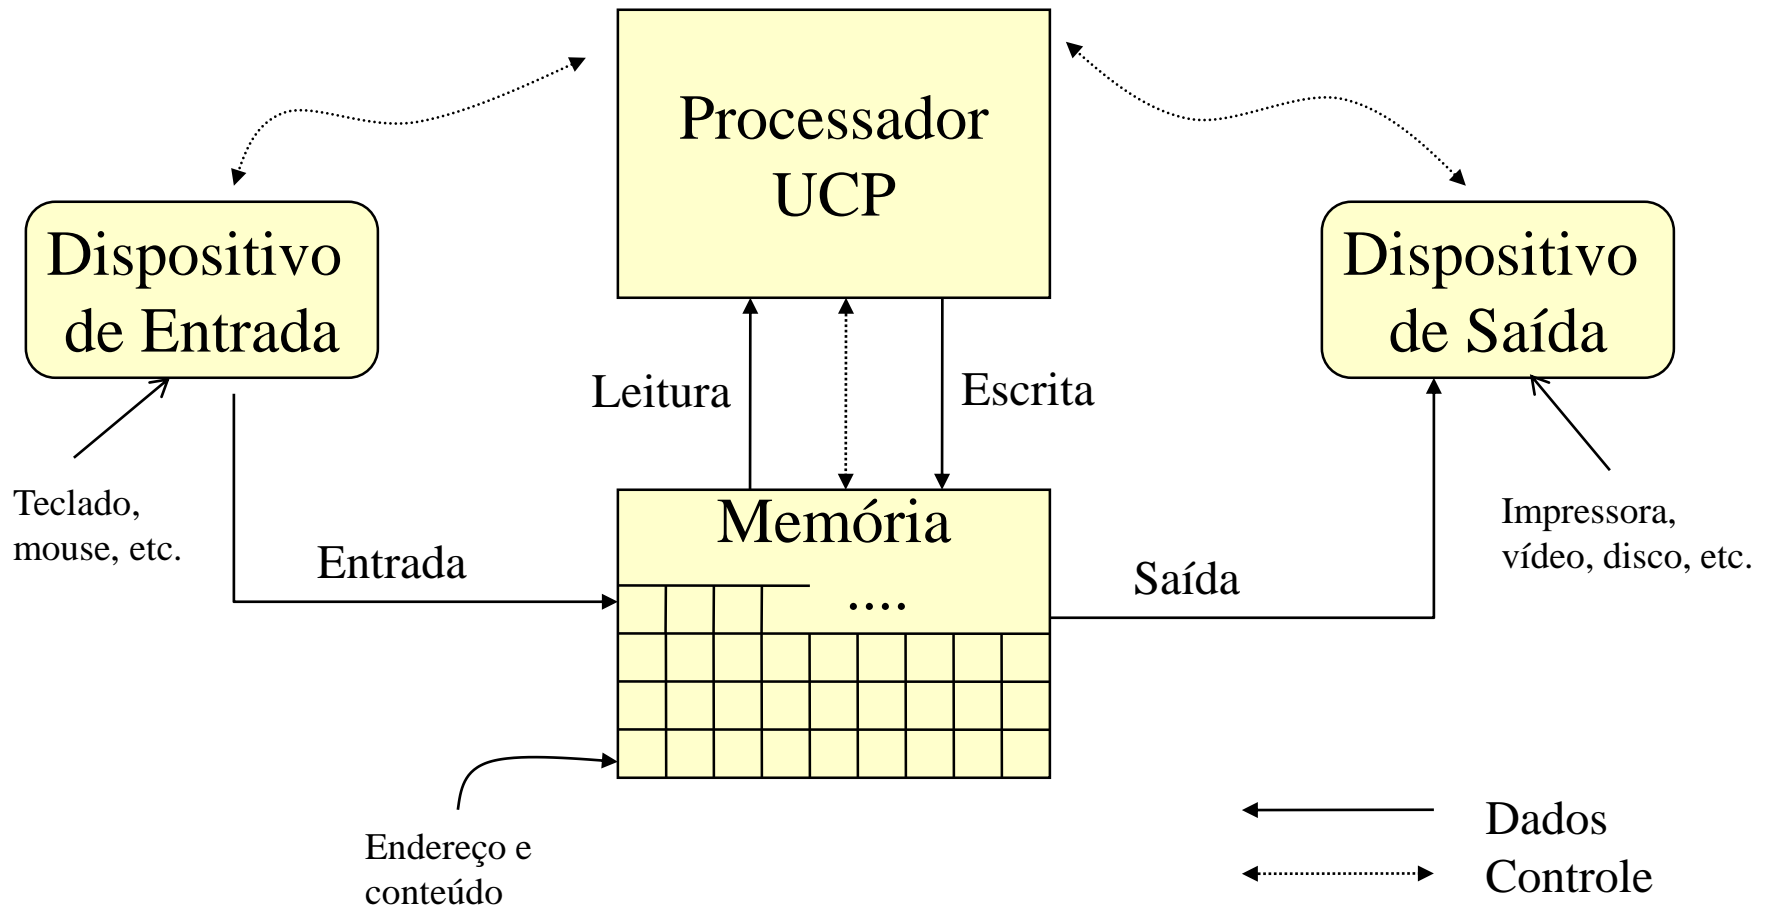 Processador
UCP
Dispositivo
de Entrada
Dispositivo
de Saída
Leitura
Escrita
Teclado,
mouse, etc.
Entrada
Memória
....
Saída
Impressora,
vídeo, disco, etc.
Endereço e
conteúdo
Dados
Controle